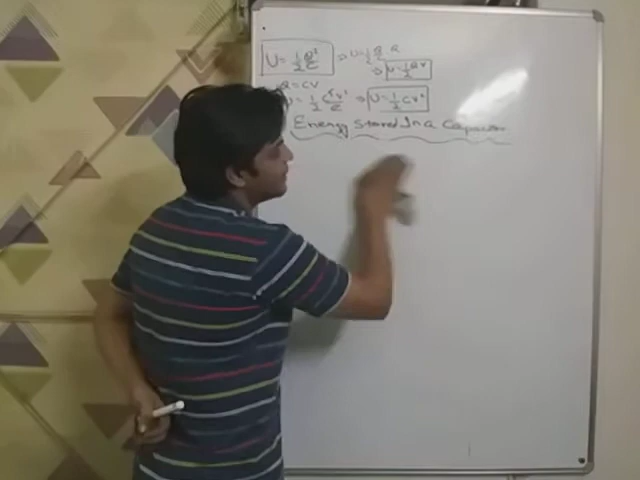 U = 1/2 Q²/C ⇒ U = 1/2 Q/C · Q
⇒ U = 1/2 QV
Q = CV
U = 1/2 C²V²/C ⇒ U = 1/2 CV²
Energy Stored In a Capacitor